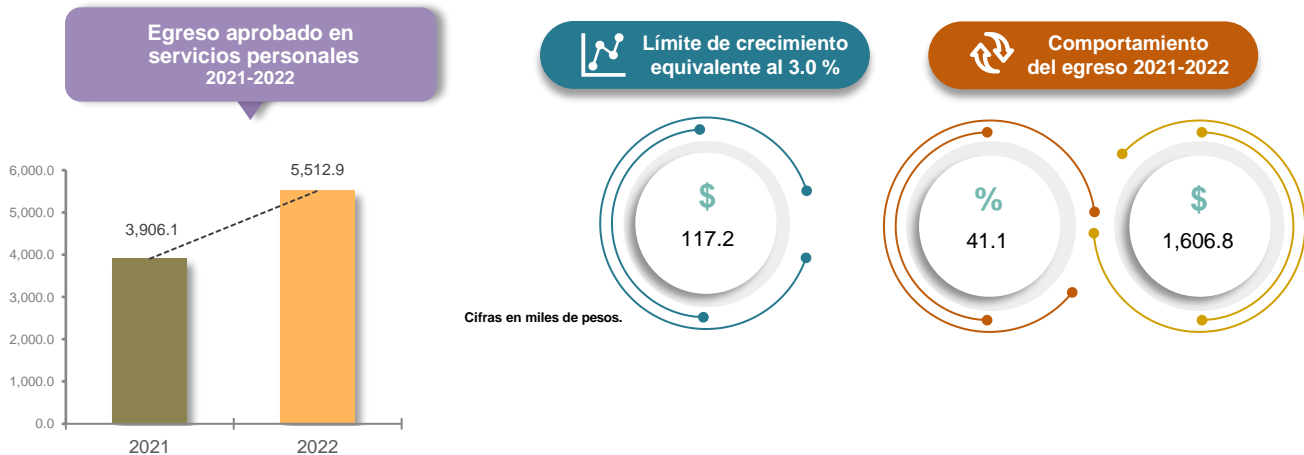 Egreso aprobado en
servicios personales
2021-2022
6,000.0
5,000.0
4,000.0
3,000.0
2,000.0
1,000.0
0.0
3,906.1
5,512.9
2021
2022
Límite de crecimiento
equivalente al 3.0 %
$
117.2
Cifras en miles de pesos.
Comportamiento
del egreso 2021-2022
%
41.1
$
1,606.8